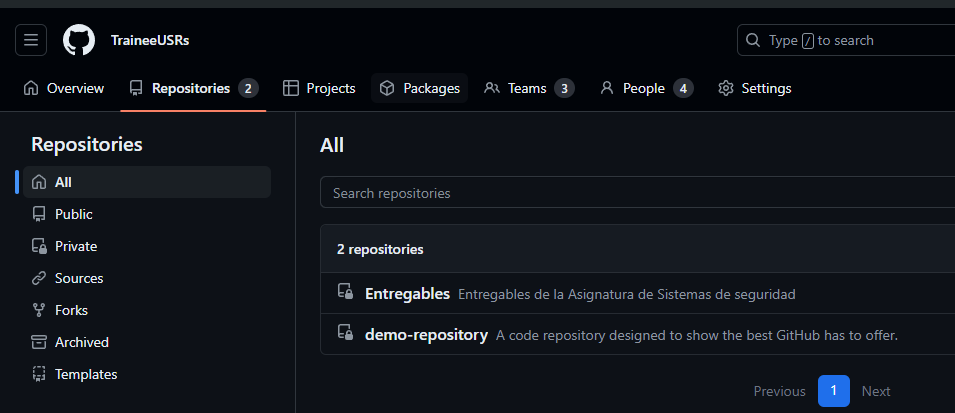 TraineeUSRs
Type / to search
Overview
Repositories 2
Projects
Packages
Teams 3
People 4
Settings
Repositories
All
Public
Private
Sources
Forks
Archived
Templates
All
Search repositories
2 repositories
Entregables Entregables de la Asignatura de Sistemas de seguridad
demo-repository A code repository designed to show the best GitHub has to offer.
Previous 1 Next